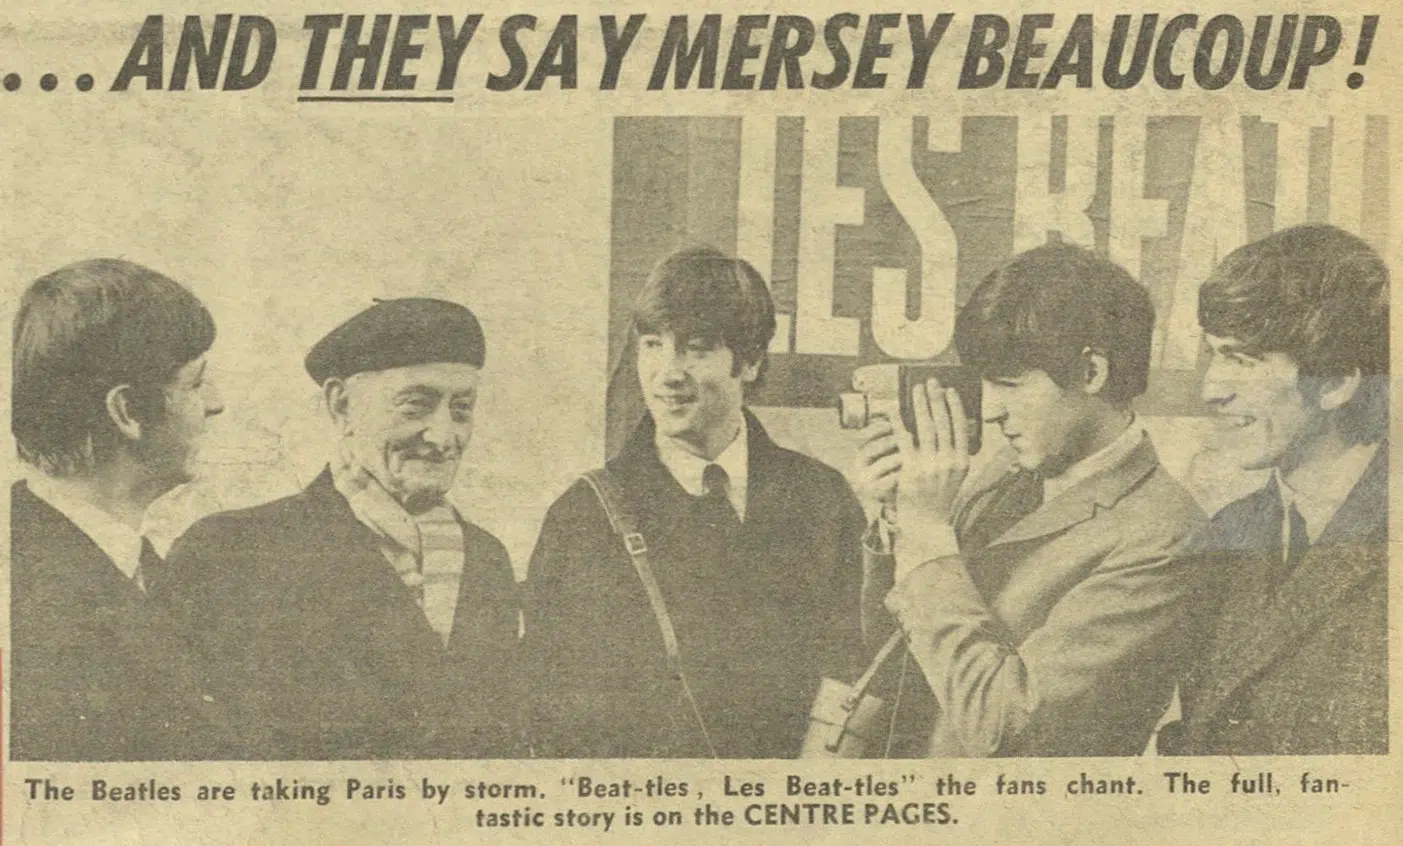 ...AND THEY SAY MERSEY BEAUCOUP!
LES BEATL
The Beatles are taking Paris by storm. "Beat-tles, Les Beat-tles" the fans chant. The full, fan-
tastic story is on the CENTRE PAGES.